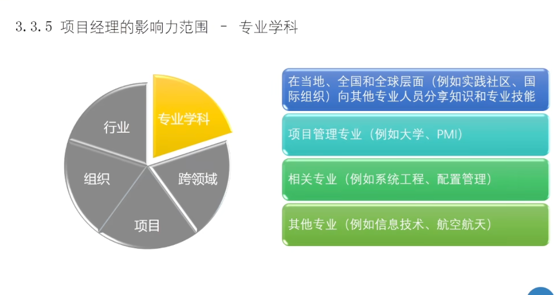 3.3.5 项目经理的影响力范围 - 专业学科
行业
专业学科
组织
跨领域
项目
在当地、全国和全球层面（例如实践社区、国
际组织）向其他专业人员分享知识和专业技能
项目管理专业（例如大学、PMI）
相关专业（例如系统工程、配置管理）
其他专业（例如信息技术、航空航天）